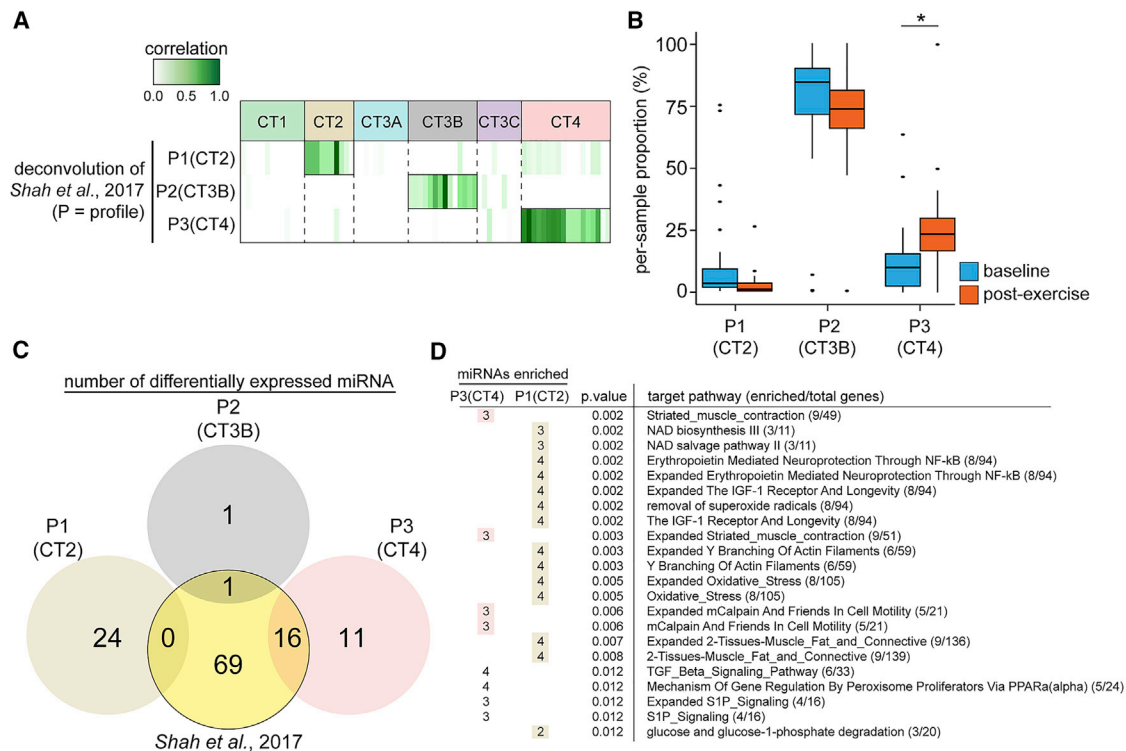 A
correlation
0.0 1.0
CT1 CT2 CT3A CT3B CT3C CT4
deconvolution of
Shah et al., 2017
(P = profile)
P1(CT2)
P2(CT3B)
P3(CT4)
B
per-sample proportion (%)
100
75
50
25
0
*
P1
(CT2)
P2
(CT3B)
P3
(CT4)
baseline
post-exercise
C
number of differentially expressed miRNA
P2
(CT3B)
1
P1
(CT2)
P3
(CT4)
1
24 0 16 11
69
Shah et al., 2017
D
miRNAs enriched
P3(CT4) P1(CT2) p.value target pathway (enriched/total genes)
3 0.002 Striated_muscle_contraction (9/49)
3 0.002 NAD biosynthesis III (3/11)
3 0.002 NAD salvage pathway II (3/11)
4 0.002 Erythropoietin Mediated Neuroprotection Through NF-kB (8/94)
4 0.002 Expanded Erythropoietin Mediated Neuroprotection Through NF-kB (8/94)
4 0.002 Expanded The IGF-1 Receptor And Longevity (8/94)
4 0.002 removal of superoxide radicals (8/94)
4 0.002 The IGF-1 Receptor And Longevity (8/94)
3 0.003 Expanded Striated_muscle_contraction (9/51)
4 0.003 Expanded Y Branching Of Actin Filaments (6/59)
4 0.003 Y Branching Of Actin Filaments (6/59)
4 0.005 Expanded Oxidative_Stress (8/105)
4 0.005 Oxidative_Stress (8/105)
3 0.006 Expanded mCalpain And Friends In Cell Motility (5/21)
3 0.006 mCalpain And Friends In Cell Motility (5/21)
4 0.007 Expanded 2-Tissues-Muscle_Fat_and_Connective (9/136)
4 0.008 2-Tissues-Muscle_Fat_and_Connective (9/139)
4 0.012 TGF_Beta_Signaling_Pathway (6/33)
4 0.012 Mechanism Of Gene Regulation By Peroxisome Proliferators Via PPARa(alpha) (5/24)
3 0.012 Expanded S1P_Signaling (4/16)
3 0.012 S1P_Signaling (4/16)
2 0.012 glucose and glucose-1-phosphate degradation (3/20)